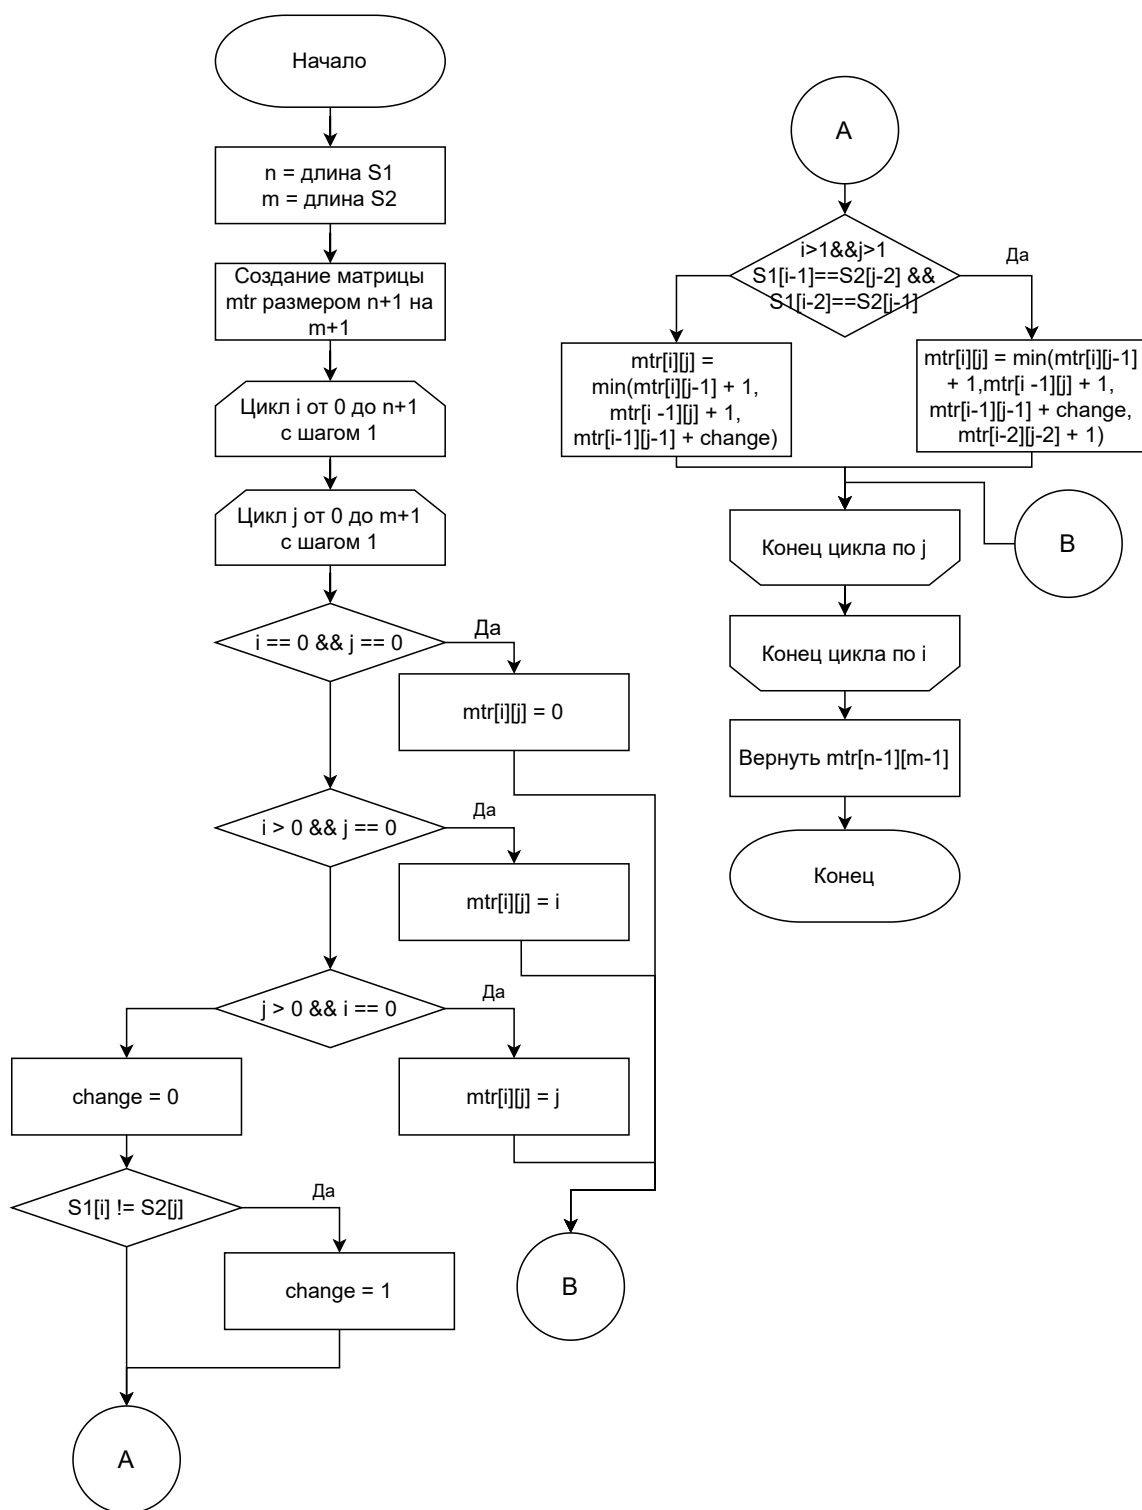 Начало
n = длина S1
m = длина S2
Создание матрицы
mtr размером n+1 на
m+1
Цикл i от 0 до n+1
с шагом 1
Цикл j от 0 до m+1
с шагом 1
i == 0 && j == 0
Да
mtr[i][j] = 0
i > 0 && j == 0
Да
mtr[i][j] = i
j > 0 && i == 0
Да
mtr[i][j] = j
change = 0
S1[i] != S2[j]
Да
change = 1
A
B
A
i>1&&j>1
S1[i-1]==S2[j-2] &&
S1[i-2]==S2[j-1]
Да
mtr[i][j] =
min(mtr[i][j-1] + 1,
mtr[i -1][j] + 1,
mtr[i-1][j-1] + change)
mtr[i][j] = min(mtr[i][j-1]
+ 1,mtr[i -1][j] + 1,
mtr[i-1][j-1] + change,
mtr[i-2][j-2] + 1)
B
Конец цикла по j
Конец цикла по i
Вернуть mtr[n-1][m-1]
Конец